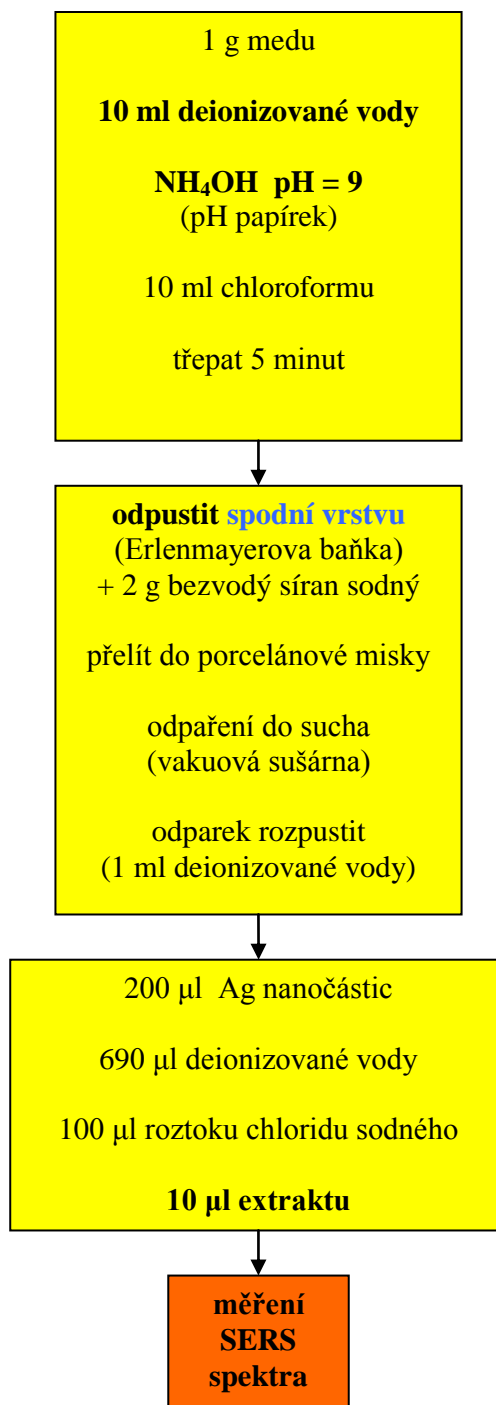 1 g medu
10 ml deionizované vody
NH₄OH pH = 9
(pH papírek)
10 ml chloroformu
třepat 5 minut
odpustit spodní vrstvu
(Erlenmayerova baňka)
+ 2 g bezvodý síran sodný
přelít do porcelánové misky
odpaření do sucha
(vakuová sušárna)
odparek rozpustit
(1 ml deionizované vody)
200 μl Ag nanočástic
690 μl deionizované vody
100 μl roztoku chloridu sodného
10 μl extraktu
měření
SERS
spektra